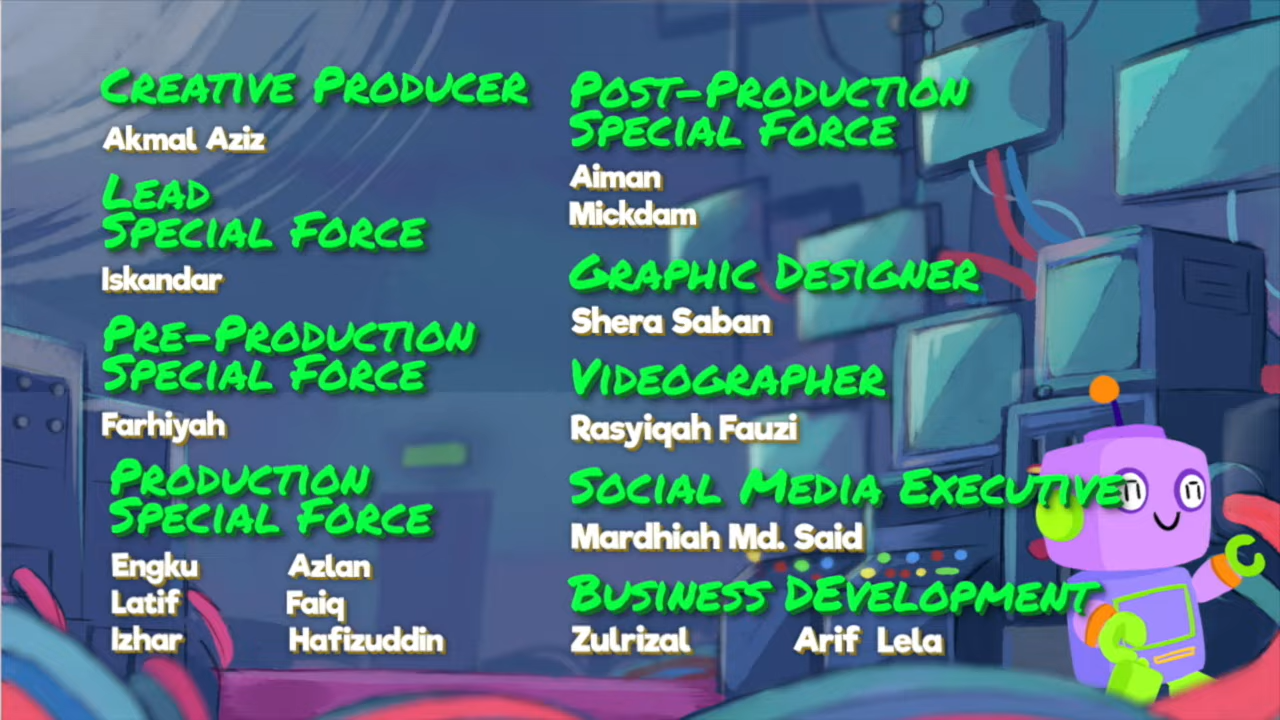 Creative Producer
Akmal Aziz
Lead
Special Force
Iskandar
Pre-Production
Special Force
Farhiyah
Production
Special Force
Engku Azlan
Latif Faiq
Izhar Hafizuddin
Post-Production
Special Force
Aiman
Mickdam
Graphic Designer
Shera Saban
Videographer
Rasyiqah Fauzi
Social Media Executive
Mardhiah Md. Said
Business Development
Zulrizal Arif Lela